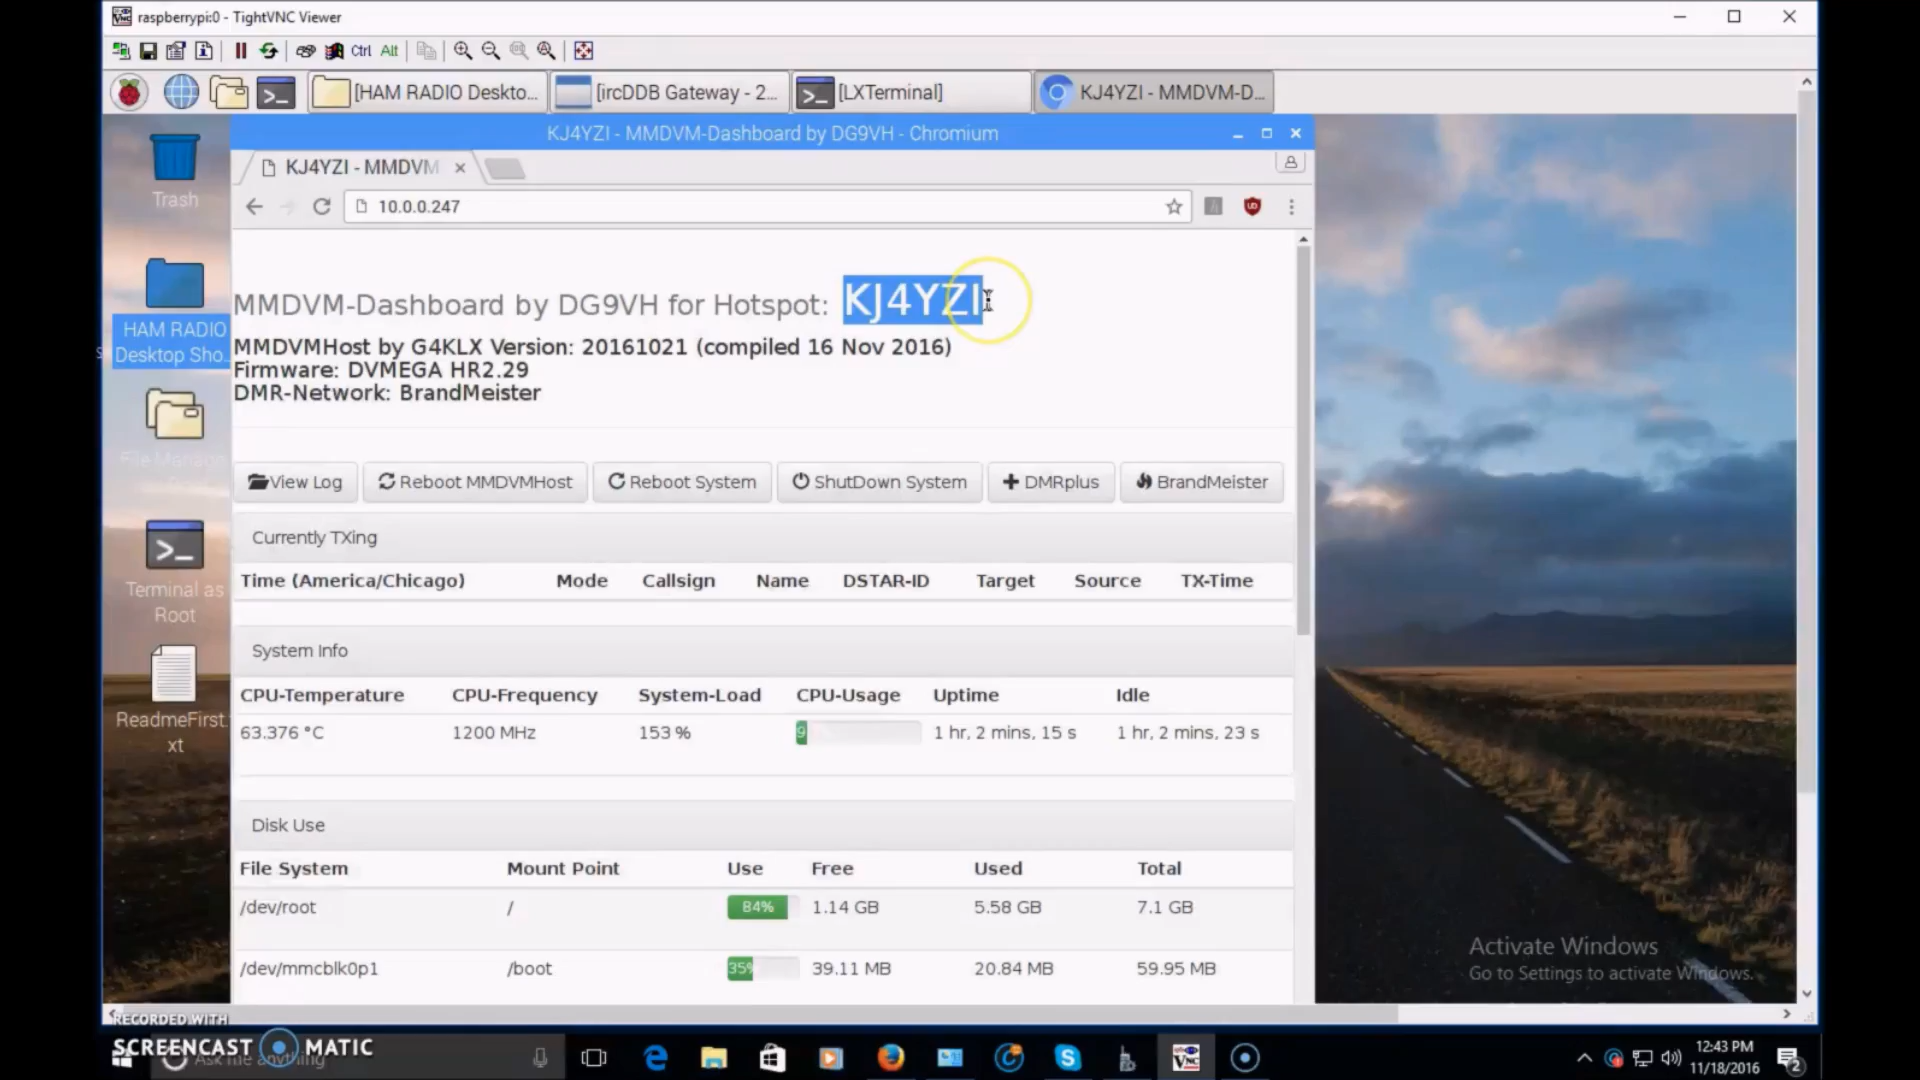 raspberrypi:0 - TightVNC Viewer
Ctrl Alt
[HAM RADIO Deskto...
[ircDDB Gateway - 2...
[LXTerminal]
KJ4YZI - MMDVM-D...
KJ4YZI - MMDVM-Dashboard by DG9VH - Chromium
KJ4YZI - MMDVM
10.0.0.247
Trash
HAM RADIO
Desktop Sho...
Terminal as
Root
ReadmeFirst.
xt
MMDVM-Dashboard by DG9VH for Hotspot: KJ4YZI
MMDVMHost by G4KLX Version: 20161021 (compiled 16 Nov 2016)
Firmware: DVMEGA HR2.29
DMR-Network: BrandMeister
View Log Reboot MMDVMHost Reboot System ShutDown System DMRplus BrandMeister
Currently TXing
Time (America/Chicago) Mode Callsign Name DSTAR-ID Target Source TX-Time
System Info
CPU-Temperature CPU-Frequency System-Load CPU-Usage Uptime Idle
63.376 °C 1200 MHz 153 % 9 1 hr, 2 mins, 15 s 1 hr, 2 mins, 23 s
Disk Use
File System Mount Point Use Free Used Total
/dev/root / 84% 1.14 GB 5.58 GB 7.1 GB
/dev/mmcblk0p1 /boot 35% 39.11 MB 20.84 MB 59.95 MB
Activate Windows
Go to Settings to activate Windows.
RECORDED WITH
SCREENCAST MATIC
Ask me anything
12:43 PM
11/18/2016
2